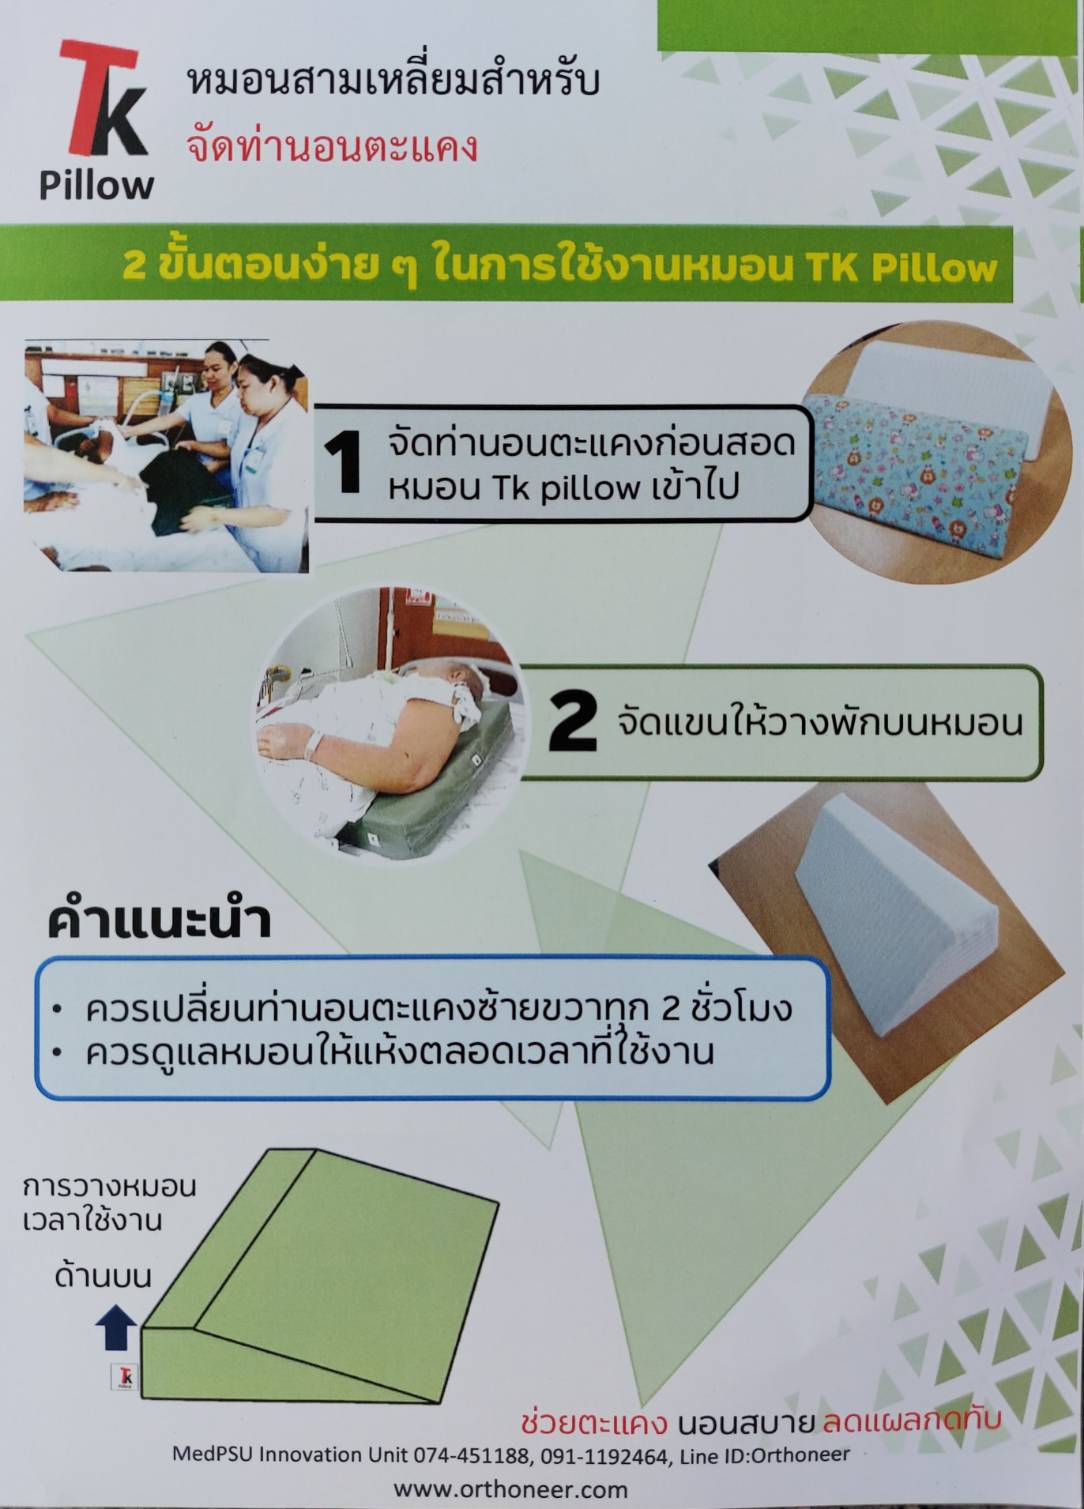 Tk
Pillow
หมอนสามเหลี่ยมสำหรับ
จัดท่านอนตะแคง
2 ขั้นตอนง่าย ๆ ในการใช้งานหมอน TK Pillow
1 จัดท่านอนตะแคงก่อนสอด
หมอน Tk pillow เข้าไป
2 จัดแขนให้วางพักบนหมอน
คำแนะนำ
• ควรเปลี่ยนท่านอนตะแคงซ้ายขวาทุก 2 ชั่วโมง
• ควรดูแลหมอนให้แห้งตลอดเวลาที่ใช้งาน
การวางหมอน
เวลาใช้งาน
ด้านบน
Tk
ช่วยตะแคง นอนสบาย ลดแผลกดทับ
MedPSU Innovation Unit 074-451188, 091-1192464, Line ID:Orthoneer
www.orthoneer.com